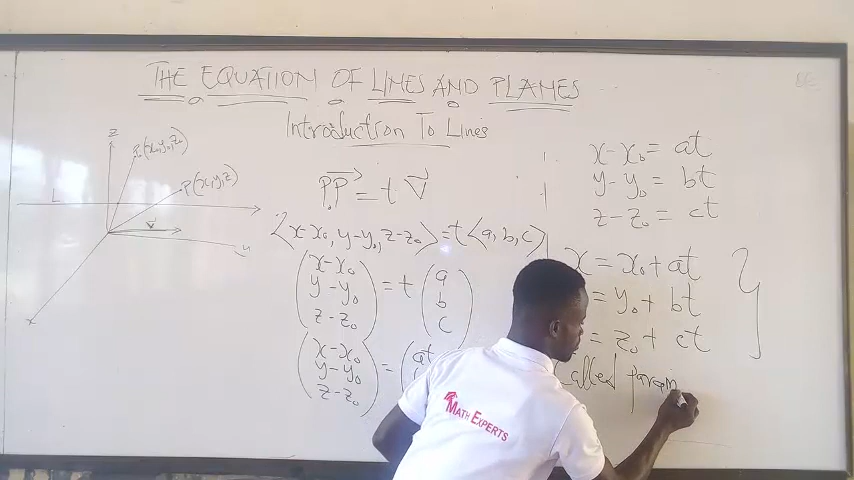 THE EQUATION OF LINES AND PLANES
Introduction To Lines
z
P₀(x₀,y₀,z₀)
P(x,y,z)
L
v
y
x
P₀P = t v
<x-x₀, y-y₀, z-z₀> = t<a, b, c>
(x-x₀
y-y₀ = t (a
z-z₀) b
c)
(x-x₀
y-y₀ = (at
z-z₀)
x-x₀ = at
y-y₀ = bt
z-z₀ = ct
x = x₀ + at
= y₀ + bt
= z₀ + ct
}
Called param
MATH EXPERTS